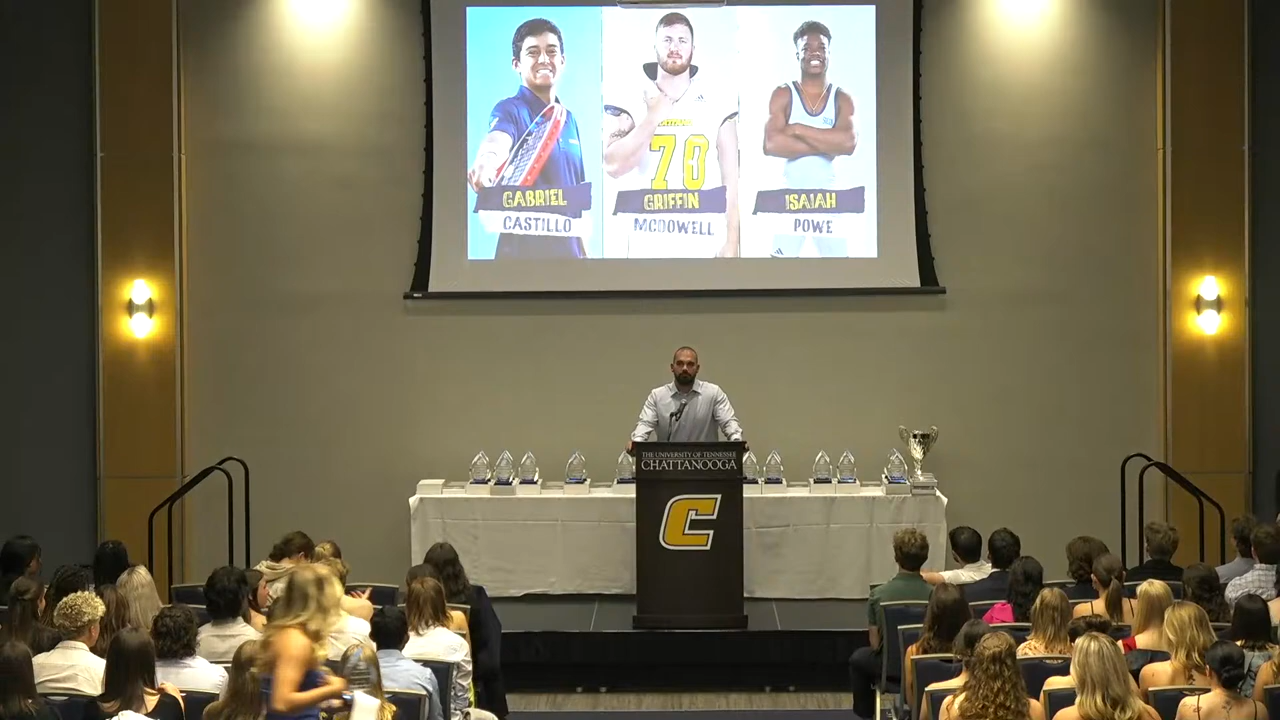 GABRIEL
CASTILLO
70
GRIFFIN
MCDOWELL
ISAIAH
POWE
THE UNIVERSITY OF TENNESSEE
CHATTANOOGA
C